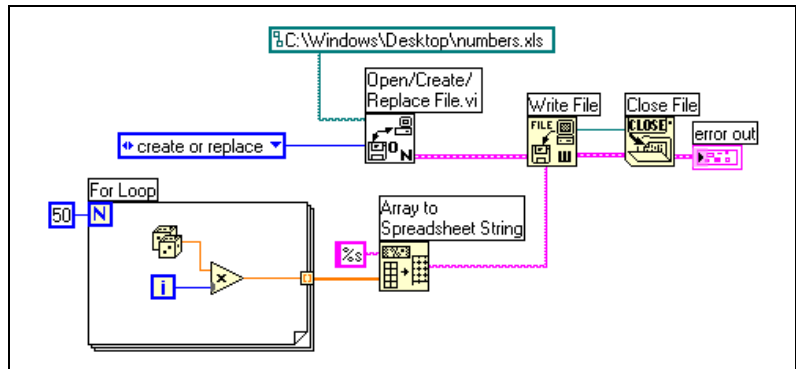 C:\Windows\Desktop\numbers.xls
Open/Create/
Replace File.vi
Write File
Close File
FILE
W
CLOSE
error out
create or replace
O
N
For Loop
50
N
Array to
Spreadsheet String
%s
x
i